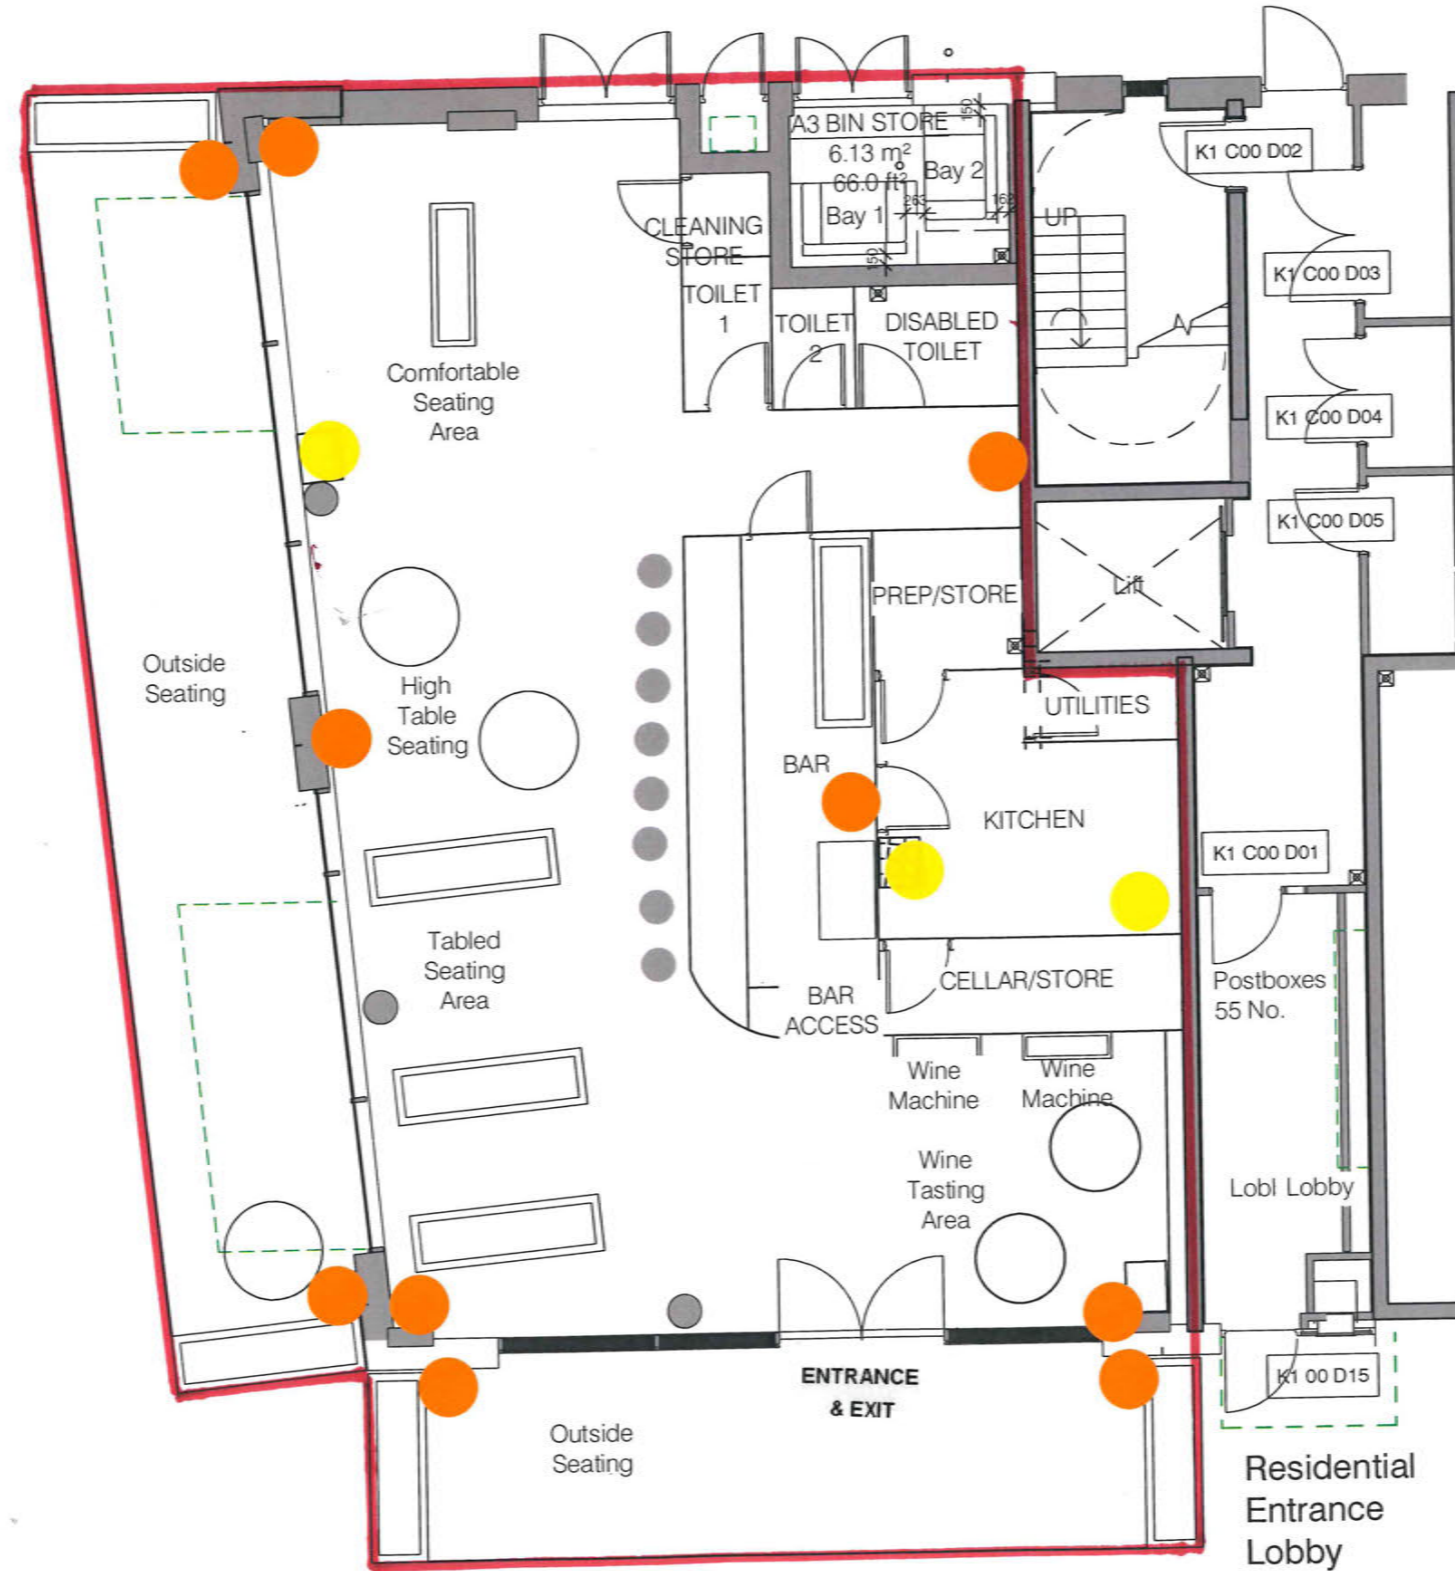 A3 BIN STORE
6.13 m²
66.0 ft²
Bay 2
Bay 1
150
263
162
150
K1 C00 D02
UP
CLEANING
STORE
TOILET
1
TOILET
2
DISABLED
TOILET
K1 C00 D03
Comfortable
Seating
Area
K1 C00 D04
K1 C00 D05
PREP/STORE
Lift
Outside
Seating
High
Table
Seating
UTILITIES
BAR
KITCHEN
K1 C00 D01
Tabled
Seating
Area
BAR
ACCESS
CELLAR/STORE
Postboxes
55 No.
Wine
Machine
Wine
Machine
Wine
Tasting
Area
Lobl Lobby
ENTRANCE
& EXIT
K1 00 D15
Outside
Seating
Residential
Entrance
Lobby